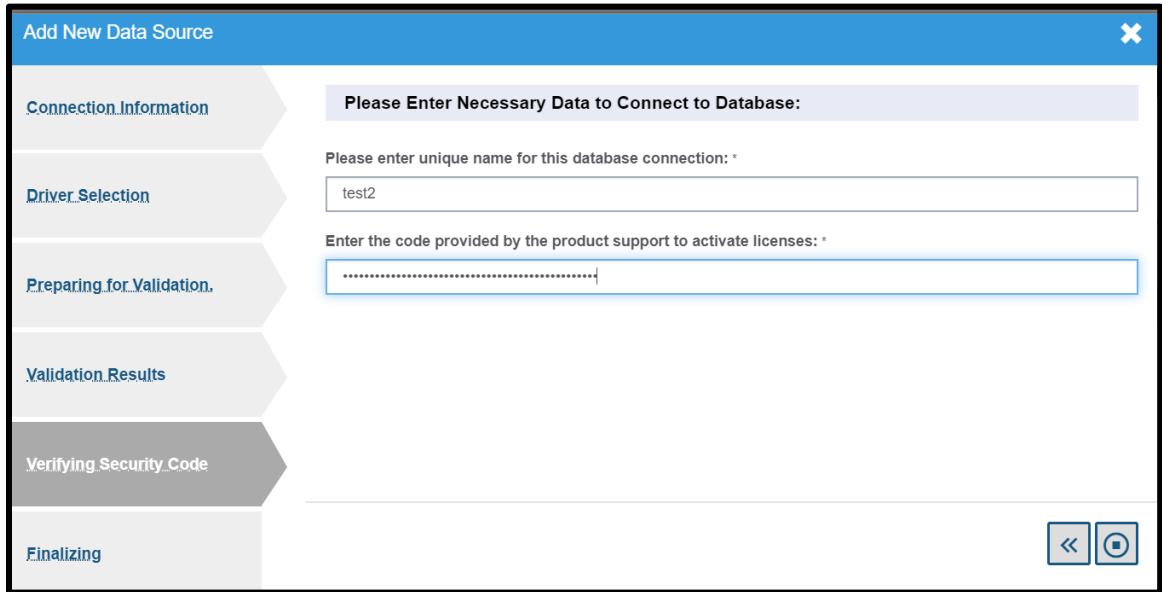 Add New Data Source
Connection Information
Driver Selection
Preparing for Validation.
Validation Results
Verifying Security Code
Finalizing
Please Enter Necessary Data to Connect to Database:
Please enter unique name for this database connection: *
test2
Enter the code provided by the product support to activate licenses: *